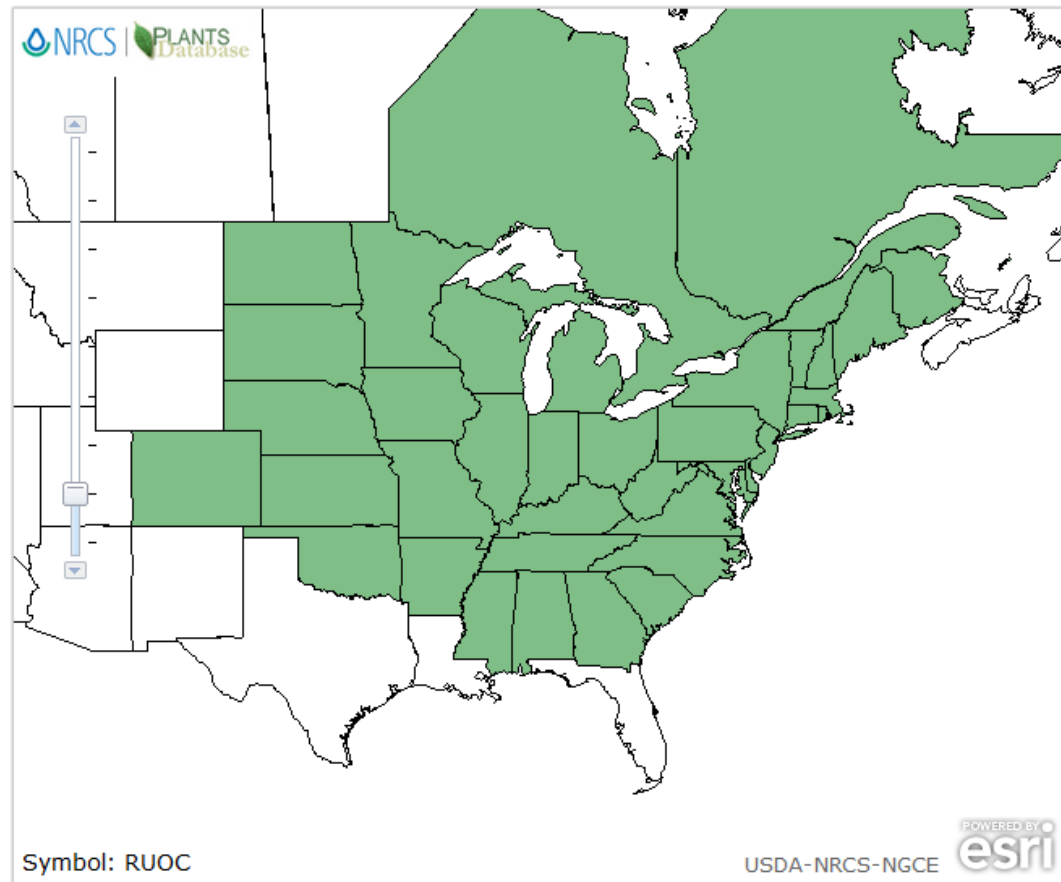 NRCS | PLANTS
Database
Symbol: RUOC
USDA-NRCS-NGCE
POWERED BY
esri